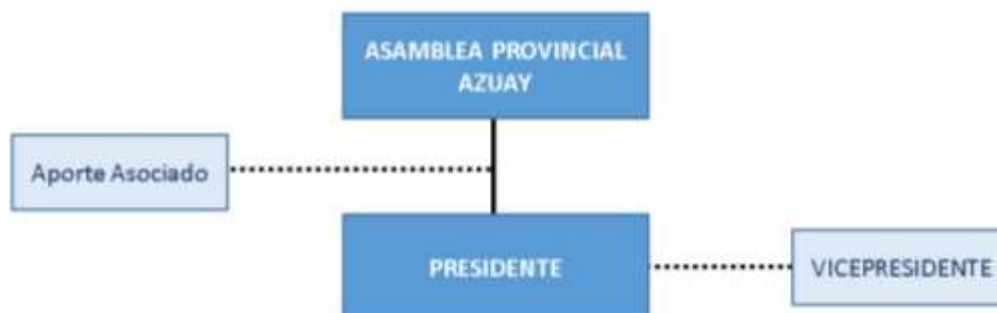 ASAMBLEA PROVINCIAL
AZUAY
Aporte Asociado
PRESIDENTE
VICEPRESIDENTE